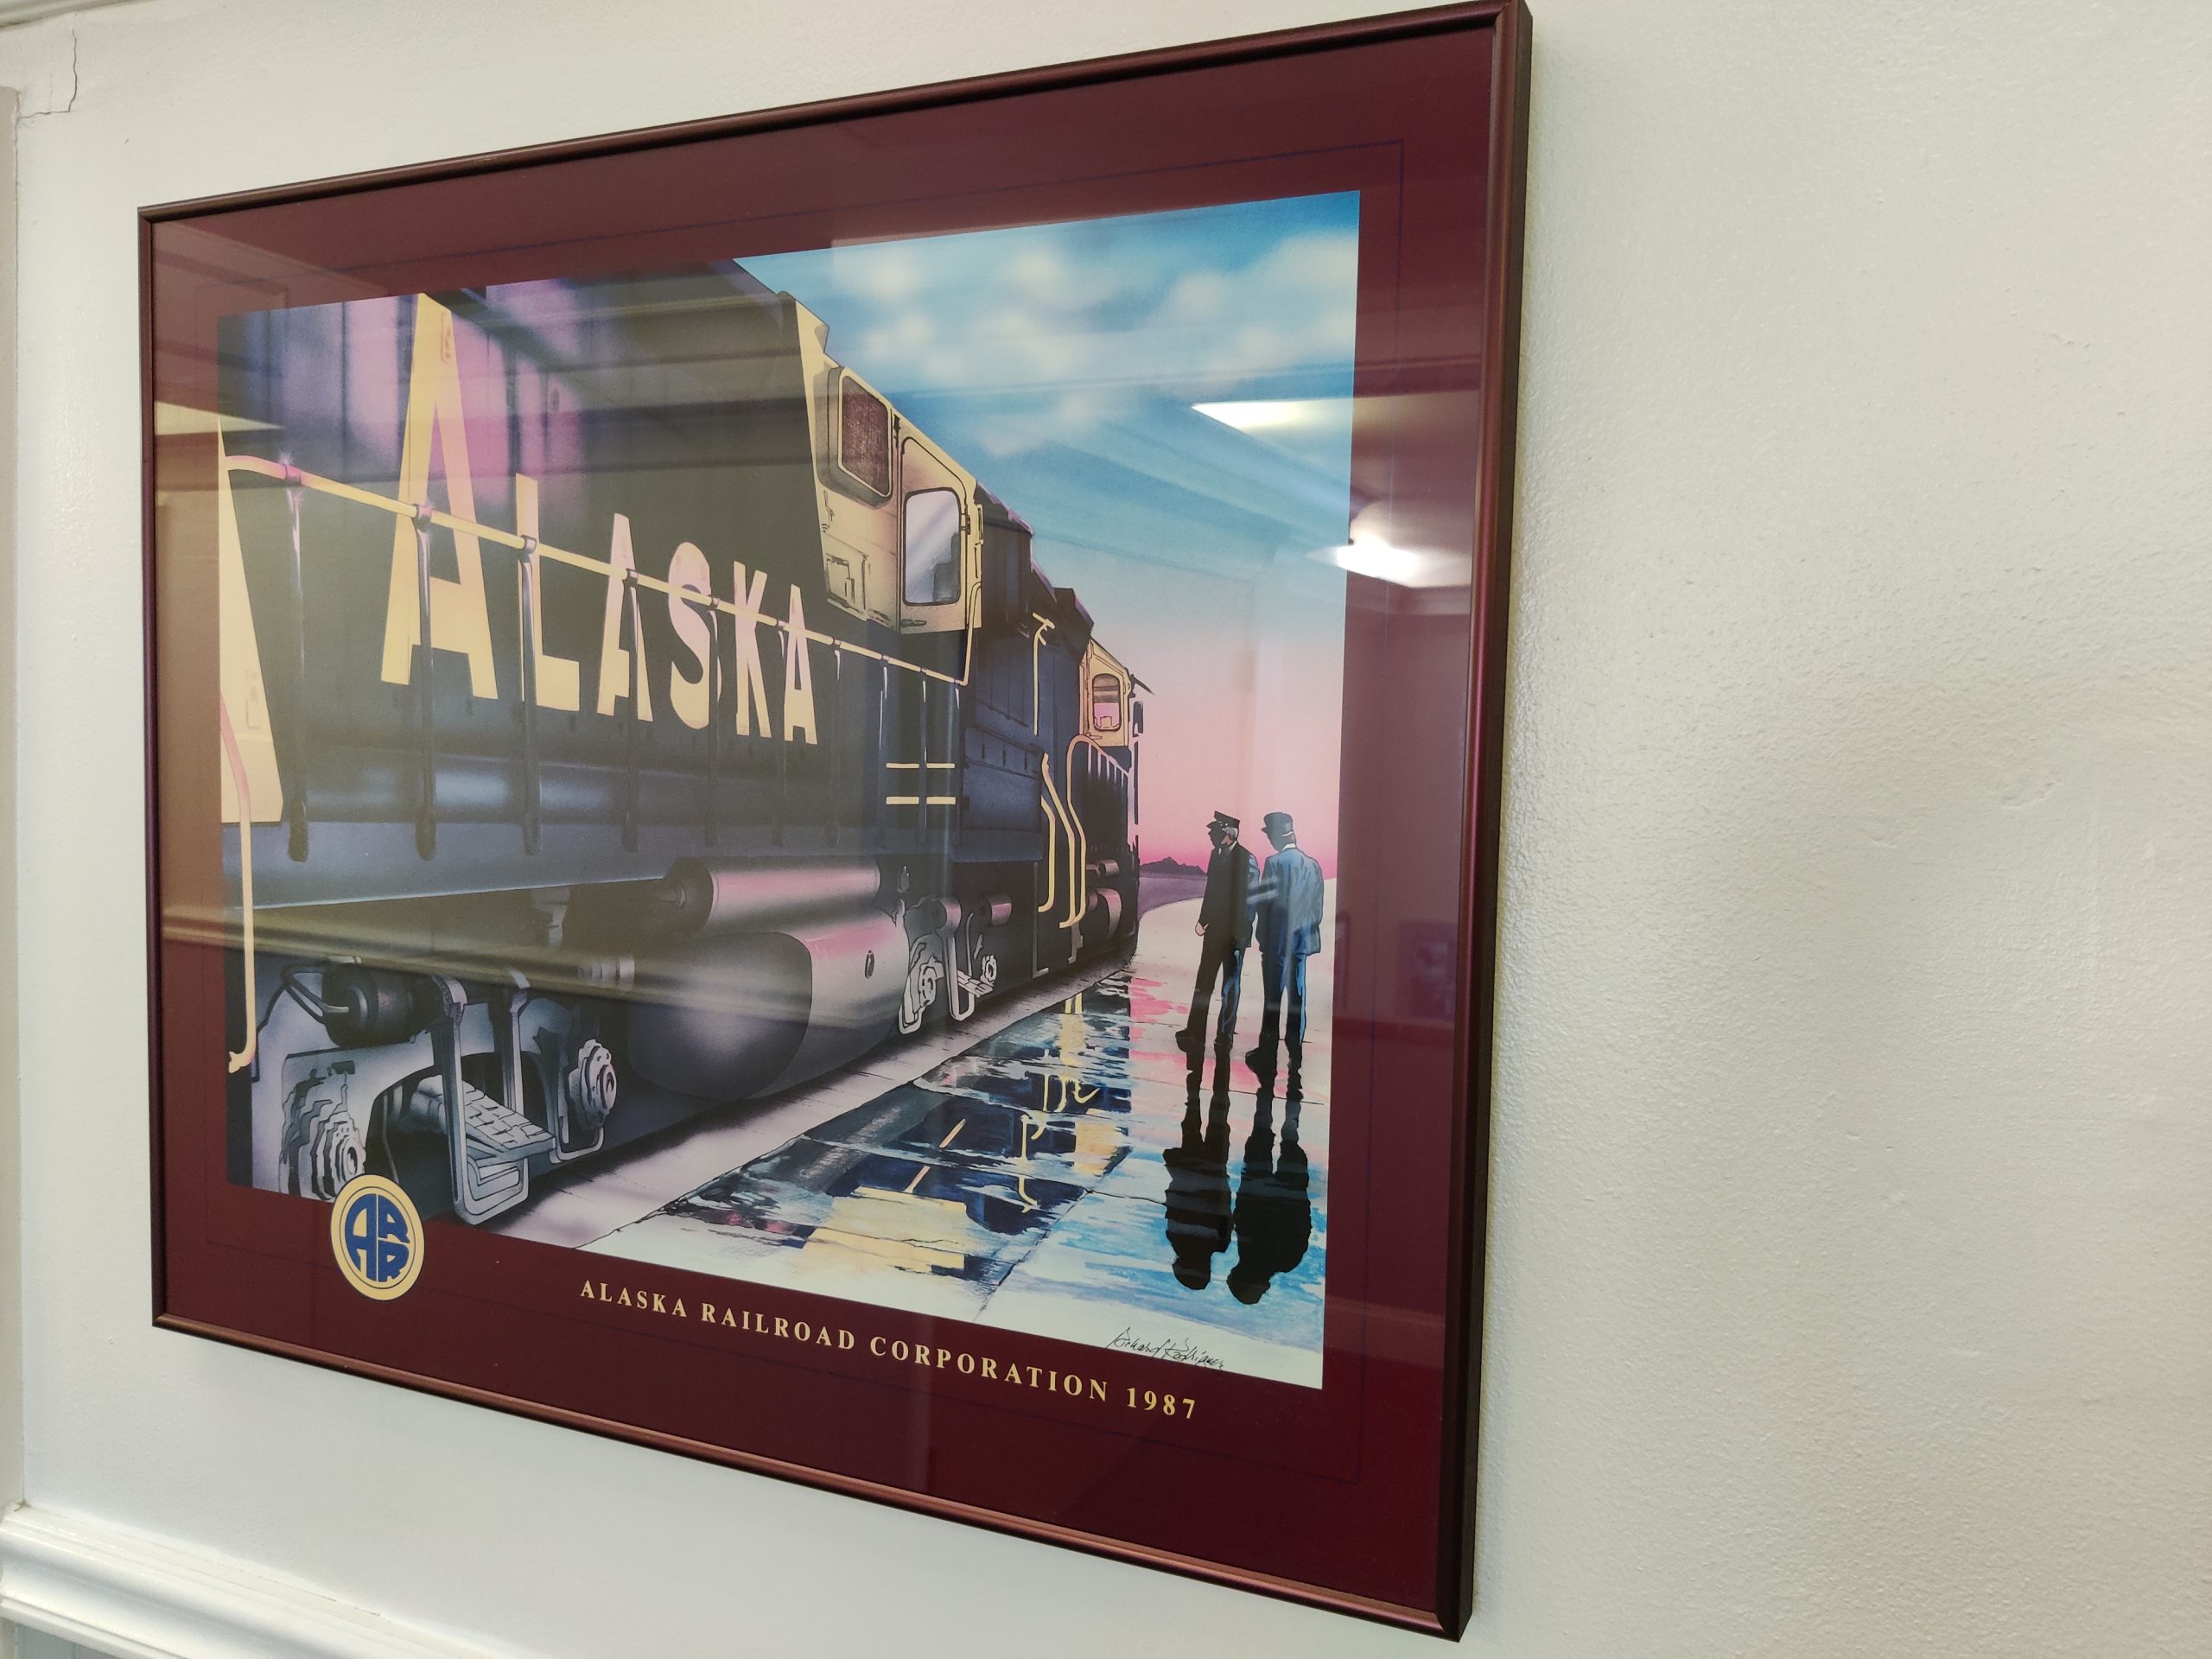 ALASKA
ARR
ALASKA RAILROAD CORPORATION 1987